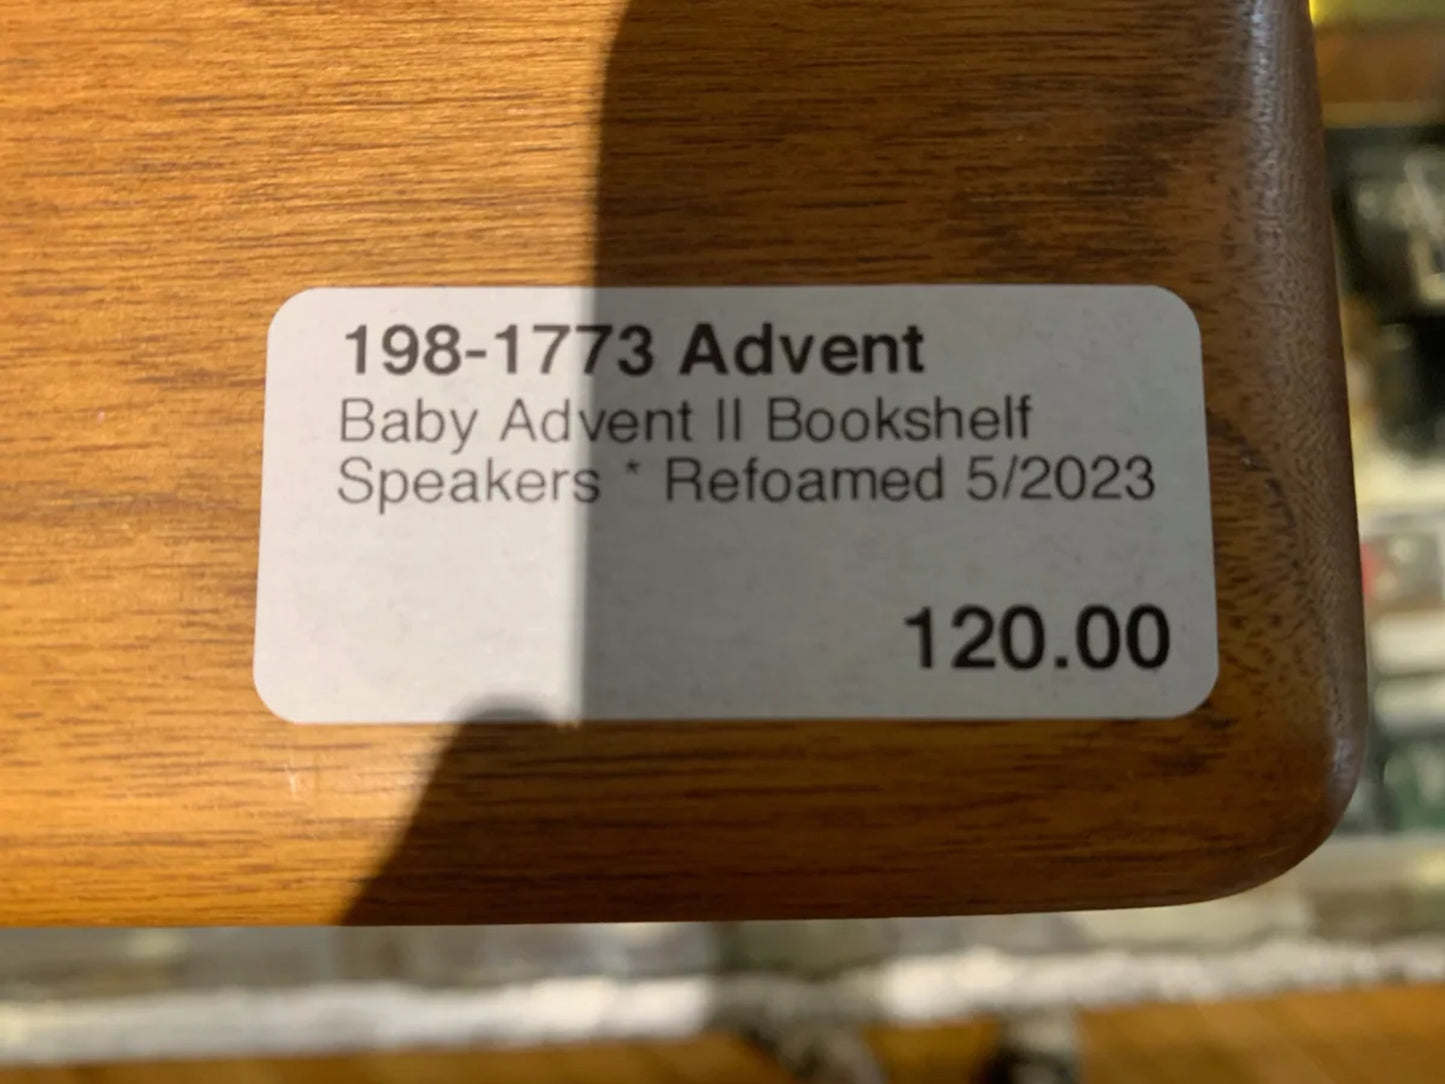 198-1773 Advent
Baby Advent II Bookshelf
Speakers * Refoamed 5/2023
120.00